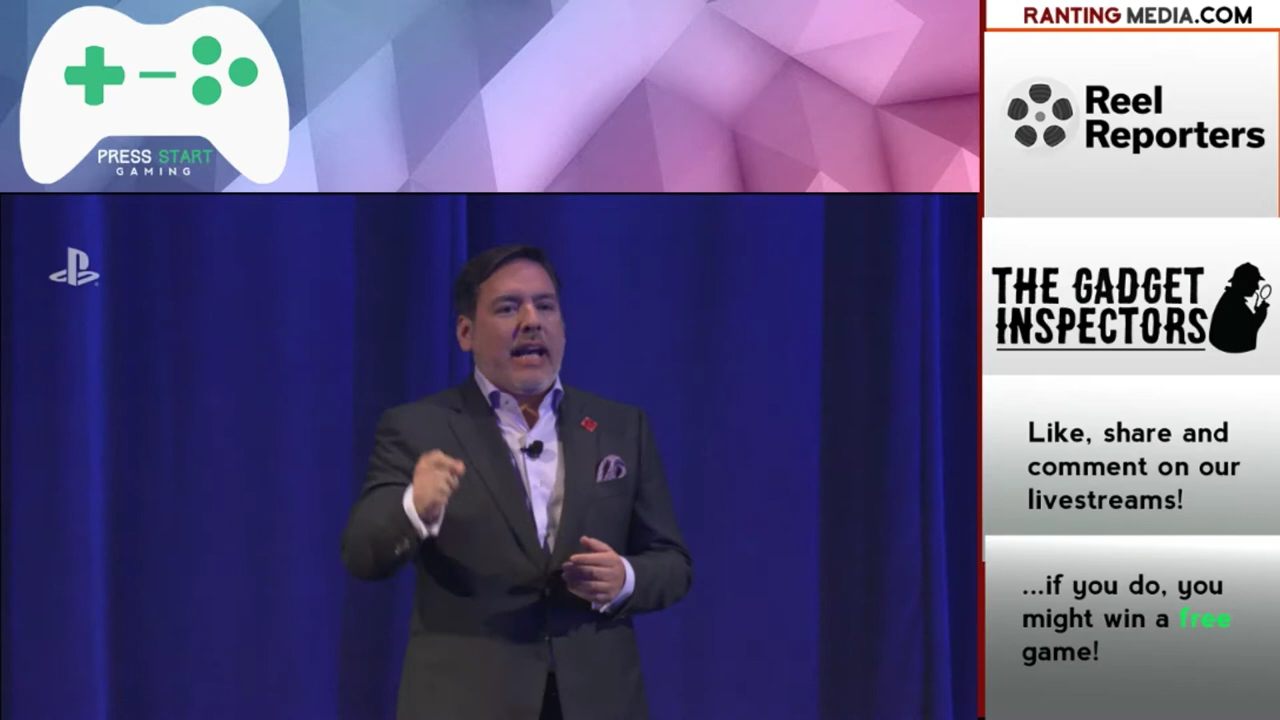 PRESS START
GAMING
RANTING MEDIA.COM
Reel
Reporters
THE GADGET
INSPECTORS
Like, share and
comment on our
livestreams!
...if you do, you
might win a free
game!